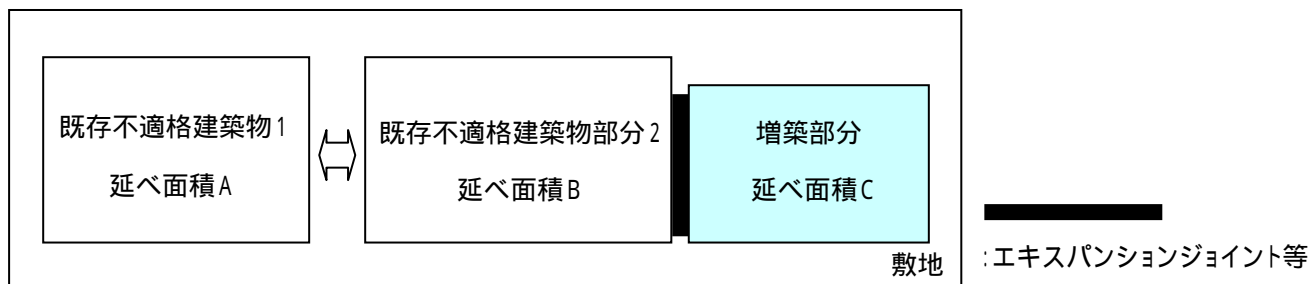 既存不適格建築物1
延べ面積A
既存不適格建築物部分2
延べ面積B
増築部分
延べ面積C
敷地
:エキスパンションジョイント等